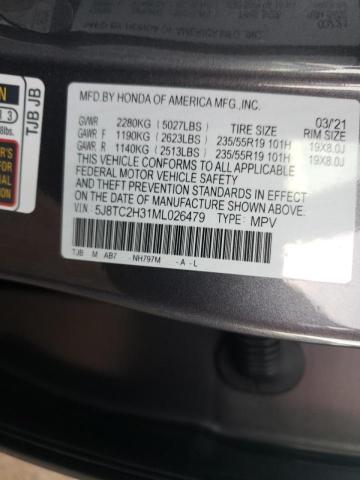 MFD. BY HONDA OF AMERICA MFG., INC. 03/21
GVWR 2280KG (5027LBS) TIRE SIZE RIM SIZE
GAWR F 1190KG (2623LBS) 235/55R19 101H 19X8.0J
GAWR R 1140KG (2513LBS) 235/55R19 101H 19X8.0J
THIS VEHICLE CONFORMS TO ALL APPLICABLE
FEDERAL MOTOR VEHICLE SAFETY
STANDARDS IN EFFECT ON THE DATE OF
MANUFACTURE SHOWN ABOVE.
5J8TC2H31ML026479 TYPE: MPV
TJB M AB7 -NH797M -A-L
TJB JB